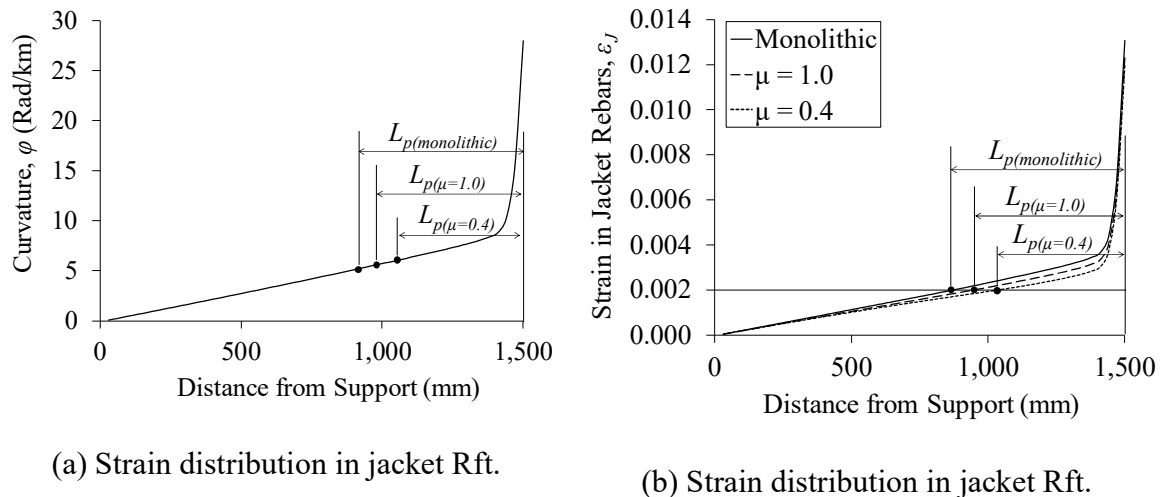 30
25
20
15
10
5
0
Curvature, φ (Rad/km)
L_p(monolithic)
L_p(μ=1.0)
L_p(μ=0.4)
0 500 1,000 1,500
Distance from Support (mm)
(a) Strain distribution in jacket Rft.
0.014
0.012
0.010
0.008
0.006
0.004
0.002
0.000
Strain in Jacket Rebars, ε_J
Monolithic
μ = 1.0
μ = 0.4
L_p(monolithic)
L_p(μ=1.0)
L_p(μ=0.4)
0 500 1,000 1,500
Distance from Support (mm)
(b) Strain distribution in jacket Rft.